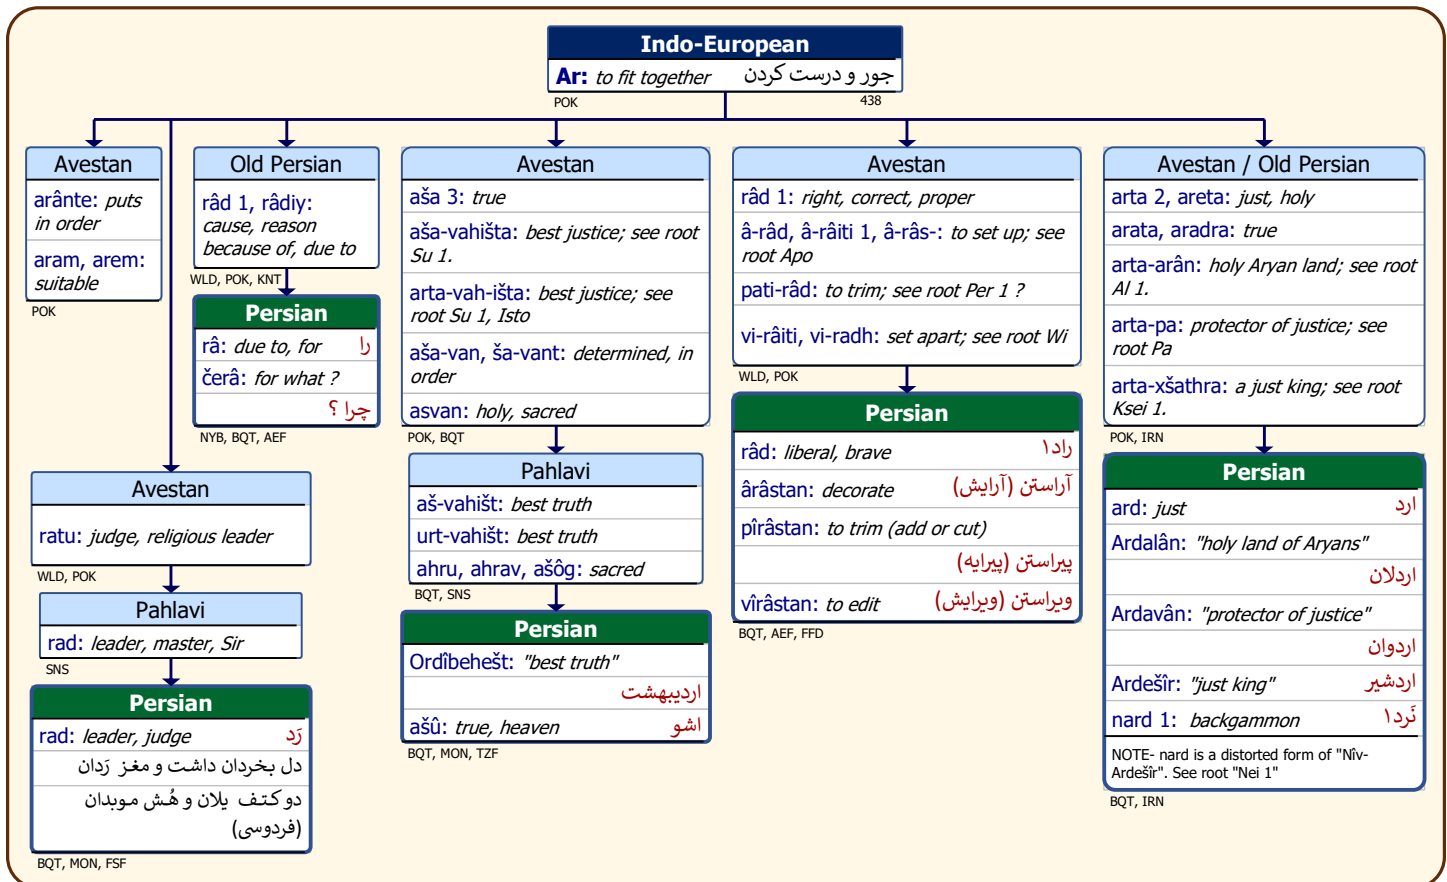 Indo-European
Ar: to fit together جور و درست کردن
POK 438
Avestan
arânte: puts
in order
aram, arem:
suitable
POK
Avestan
ratu: judge, religious leader
WLD, POK
Pahlavi
rad: leader, master, Sir
SNS
Persian
rad: leader, judge رَد
دل بخردان داشت و مغز رَدان
دو کتف یلان و هُش موبدان
(فردوسی)
BQT, MON, FSF
Old Persian
râd 1, râdiy:
cause, reason
because of, due to
WLD, POK, KNT
Persian
râ: due to, for را
čerâ: for what ?
چرا ؟
NYB, BQT, AEF
Avestan
aša 3: true
aša-vahišta: best justice; see root
Su 1.
arta-vah-išta: best justice; see
root Su 1, Isto
aša-van, ša-vant: determined, in
order
asvan: holy, sacred
POK, BQT
Pahlavi
aš-vahišt: best truth
urt-vahišt: best truth
ahru, ahrav, ašôg: sacred
BQT, SNS
Persian
Ordîbehešt: "best truth"
اردیبهشت
ašû: true, heaven اشو
BQT, MON, TZF
Avestan
râd 1: right, correct, proper
â-râd, â-râiti 1, â-râs-: to set up; see
root Apo
pati-râd: to trim; see root Per 1 ?
vi-râiti, vi-radh: set apart; see root Wi
WLD, POK
Persian
râd: liberal, brave راد۱
ârâstan: decorate آراستن (آرایش)
pîrâstan: to trim (add or cut)
پیراستن (پیرایه)
vîrâstan: to edit ویراستن (ویرایش)
BQT, AEF, FFD
Avestan / Old Persian
arta 2, areta: just, holy
arata, aradra: true
arta-arân: holy Aryan land; see root
Al 1.
arta-pa: protector of justice; see
root Pa
arta-xšathra: a just king; see root
Ksei 1.
POK, IRN
Persian
ard: just ارد
Ardalân: "holy land of Aryans"
اردلان
Ardavân: "protector of justice"
اردوان
Ardešîr: "just king" اردشیر
nard 1: backgammon نَرد۱
NOTE- nard is a distorted form of "Nîv-
Ardešîr". See root "Nei 1"
BQT, IRN